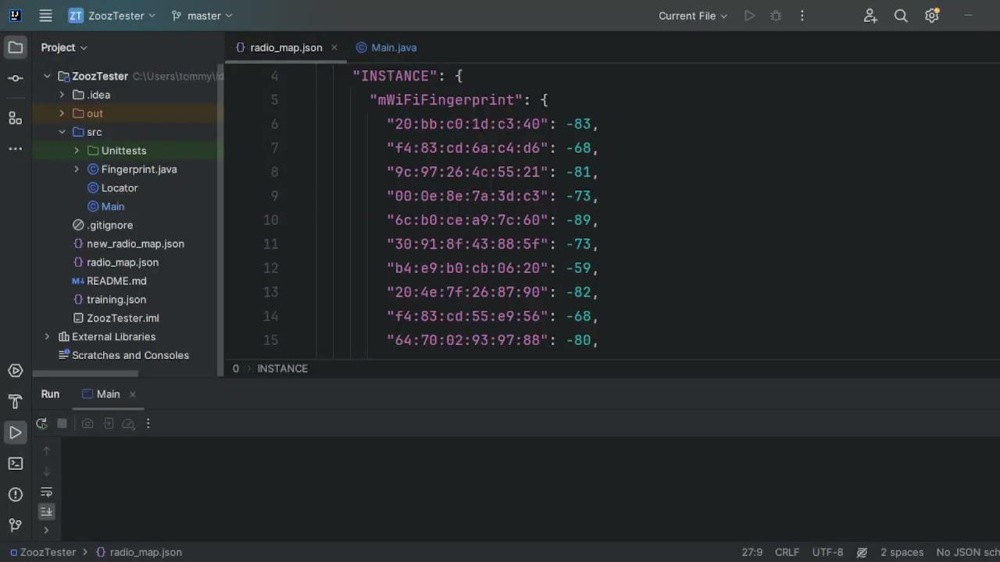 ZT ZoozTester master Current File
Project
ZoozTester C:\Users\tommy\Id
.idea
out
src
Unittests
Fingerprint.java
Locator
Main
.gitignore
new_radio_map.json
radio_map.json
README.md
training.json
ZoozTester.iml
External Libraries
Scratches and Consoles
radio_map.json Main.java
4 "INSTANCE": {
5 "mWiFiFingerprint": {
6 "20:bb:c0:1d:c3:40": -83,
7 "f4:83:cd:6a:c4:d6": -68,
8 "9c:97:26:4c:55:21": -81,
9 "00:0e:8e:7a:3d:c3": -73,
10 "6c:b0:ce:a9:7c:60": -89,
11 "30:91:8f:43:88:5f": -73,
12 "b4:e9:b0:cb:06:20": -59,
13 "20:4e:7f:26:87:90": -82,
14 "f4:83:cd:55:e9:56": -68,
15 "64:70:02:93:97:88": -80,
0 INSTANCE
Run Main
ZoozTester radio_map.json 27:9 CRLF UTF-8 2 spaces No JSON sch